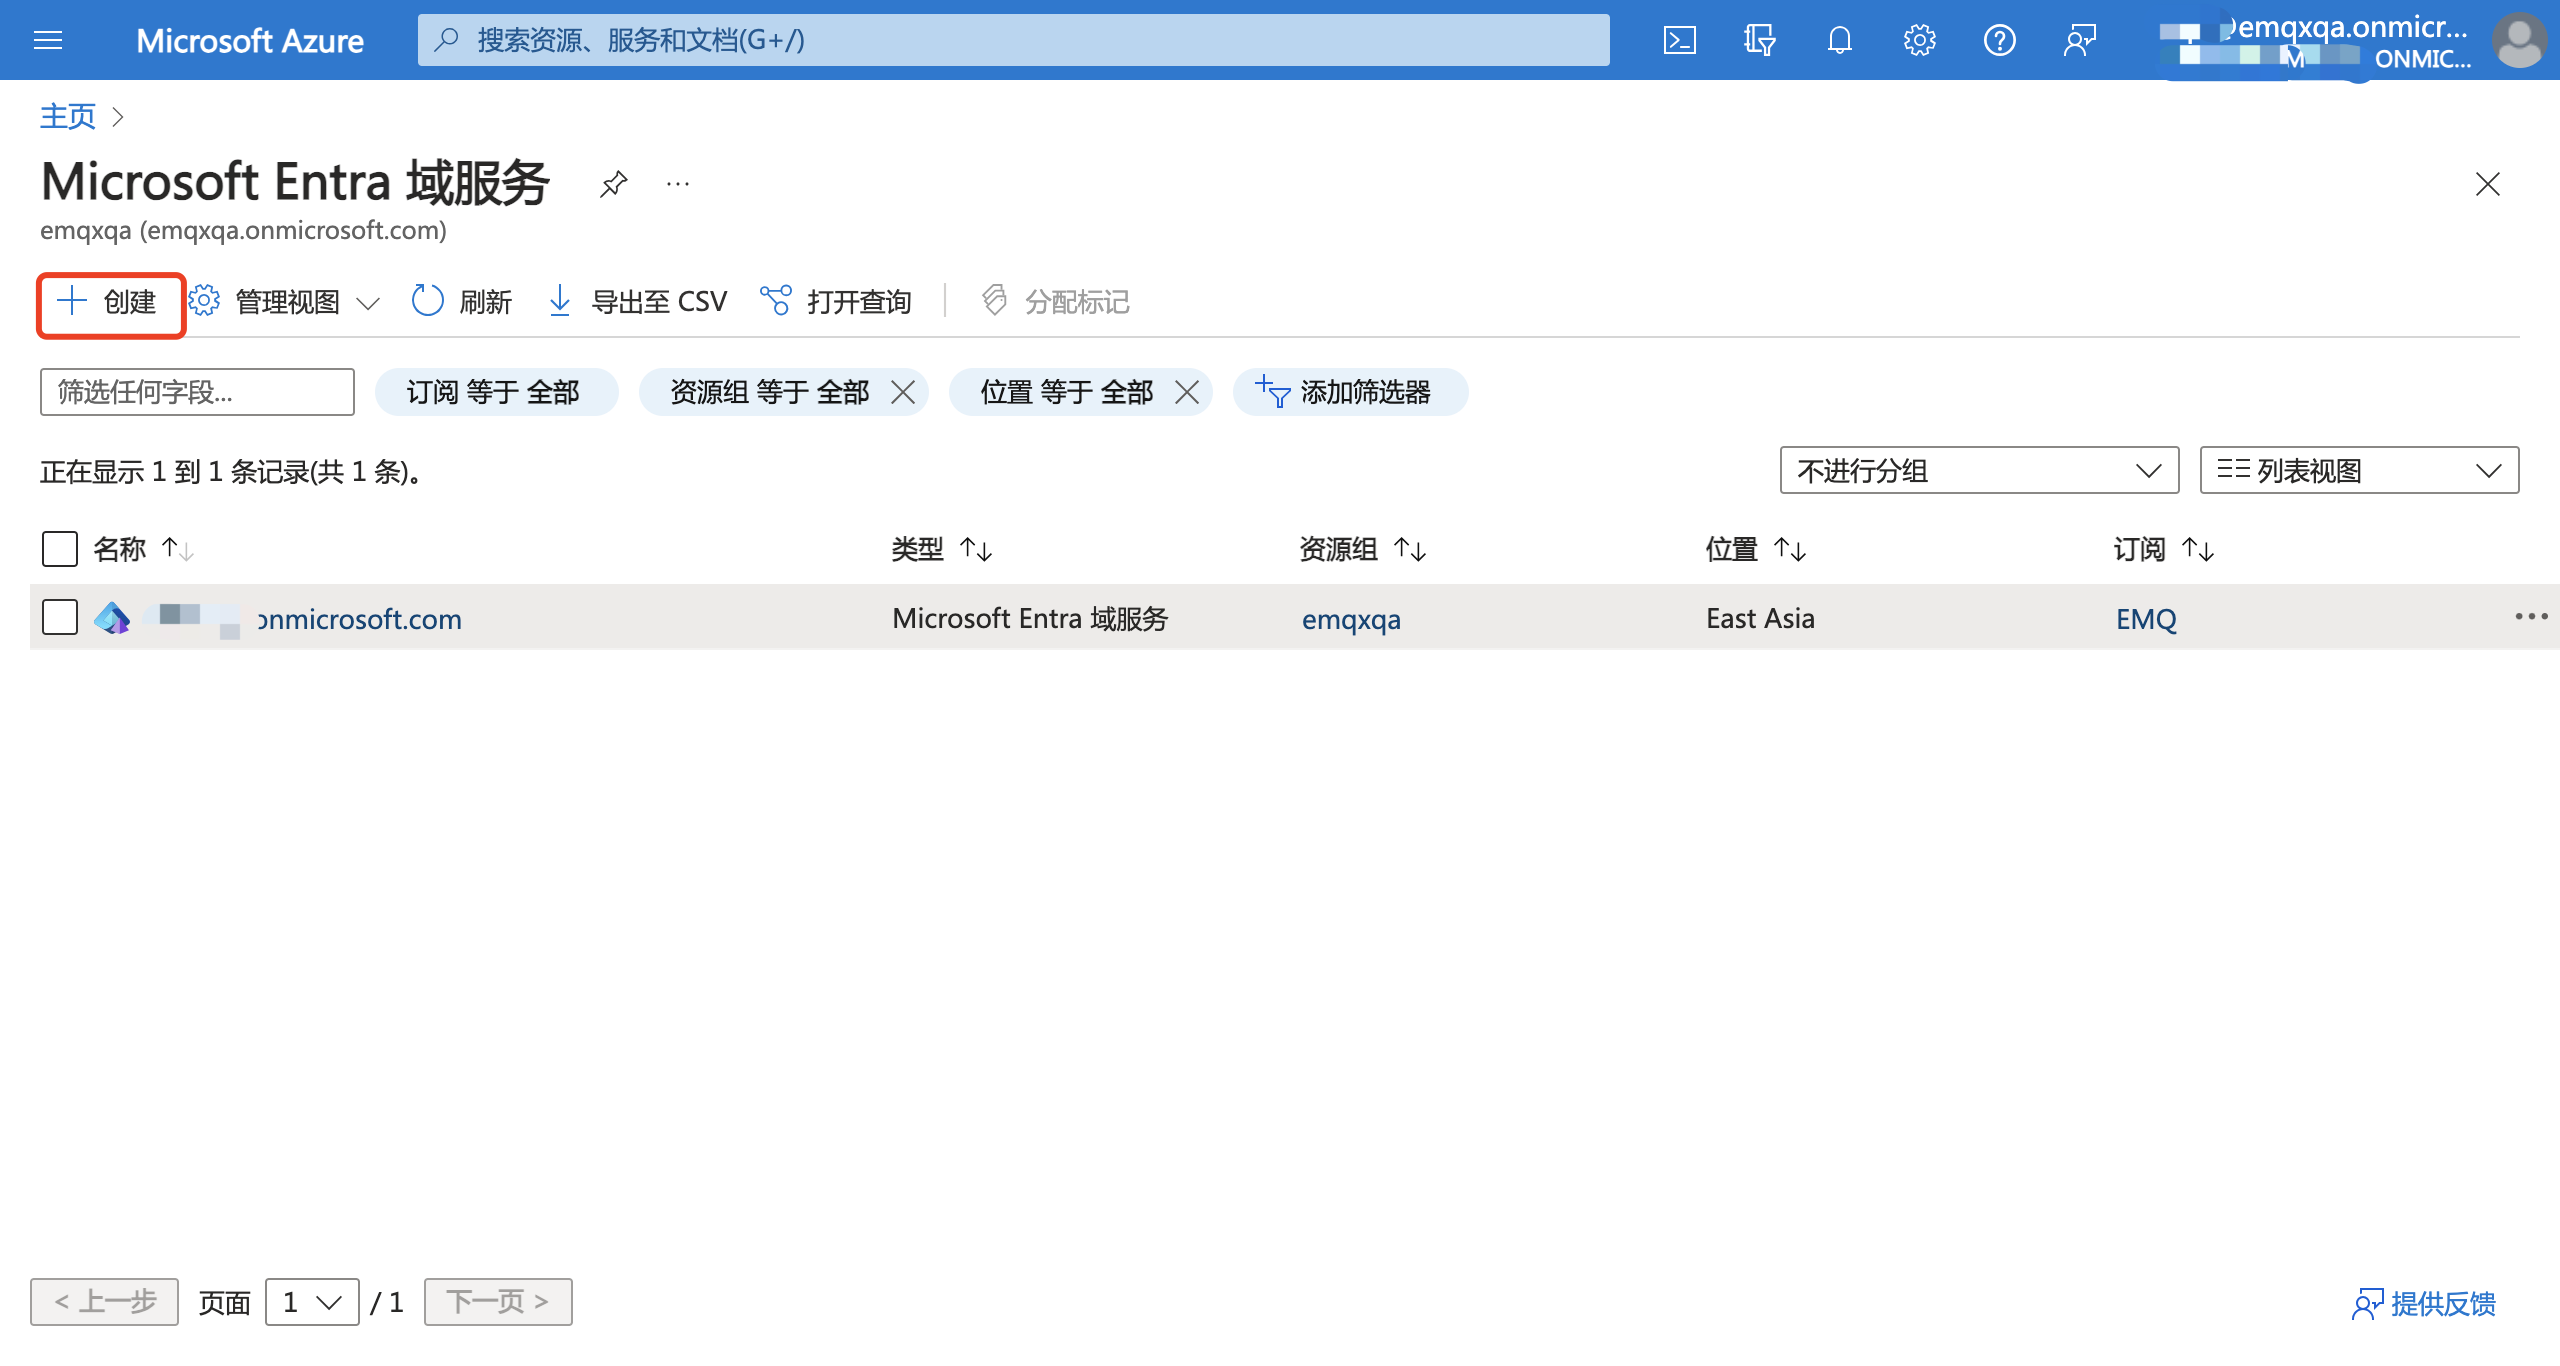 Microsoft Azure
搜索资源、服务和文档(G+/)
emqxqa.onmicr...
ONMIC...
主页
Microsoft Entra 域服务
emqxqa (emqxqa.onmicrosoft.com)
创建 管理视图 刷新 导出至 CSV 打开查询 分配标记
筛选任何字段... 订阅 等于 全部 资源组 等于 全部 位置 等于 全部 添加筛选器
正在显示 1 到 1 条记录(共 1 条)。 不进行分组 列表视图
名称 类型 资源组 位置 订阅
onmicrosoft.com Microsoft Entra 域服务 emqxqa East Asia EMQ
< 上一步 页面 1 / 1 下一页 > 提供反馈